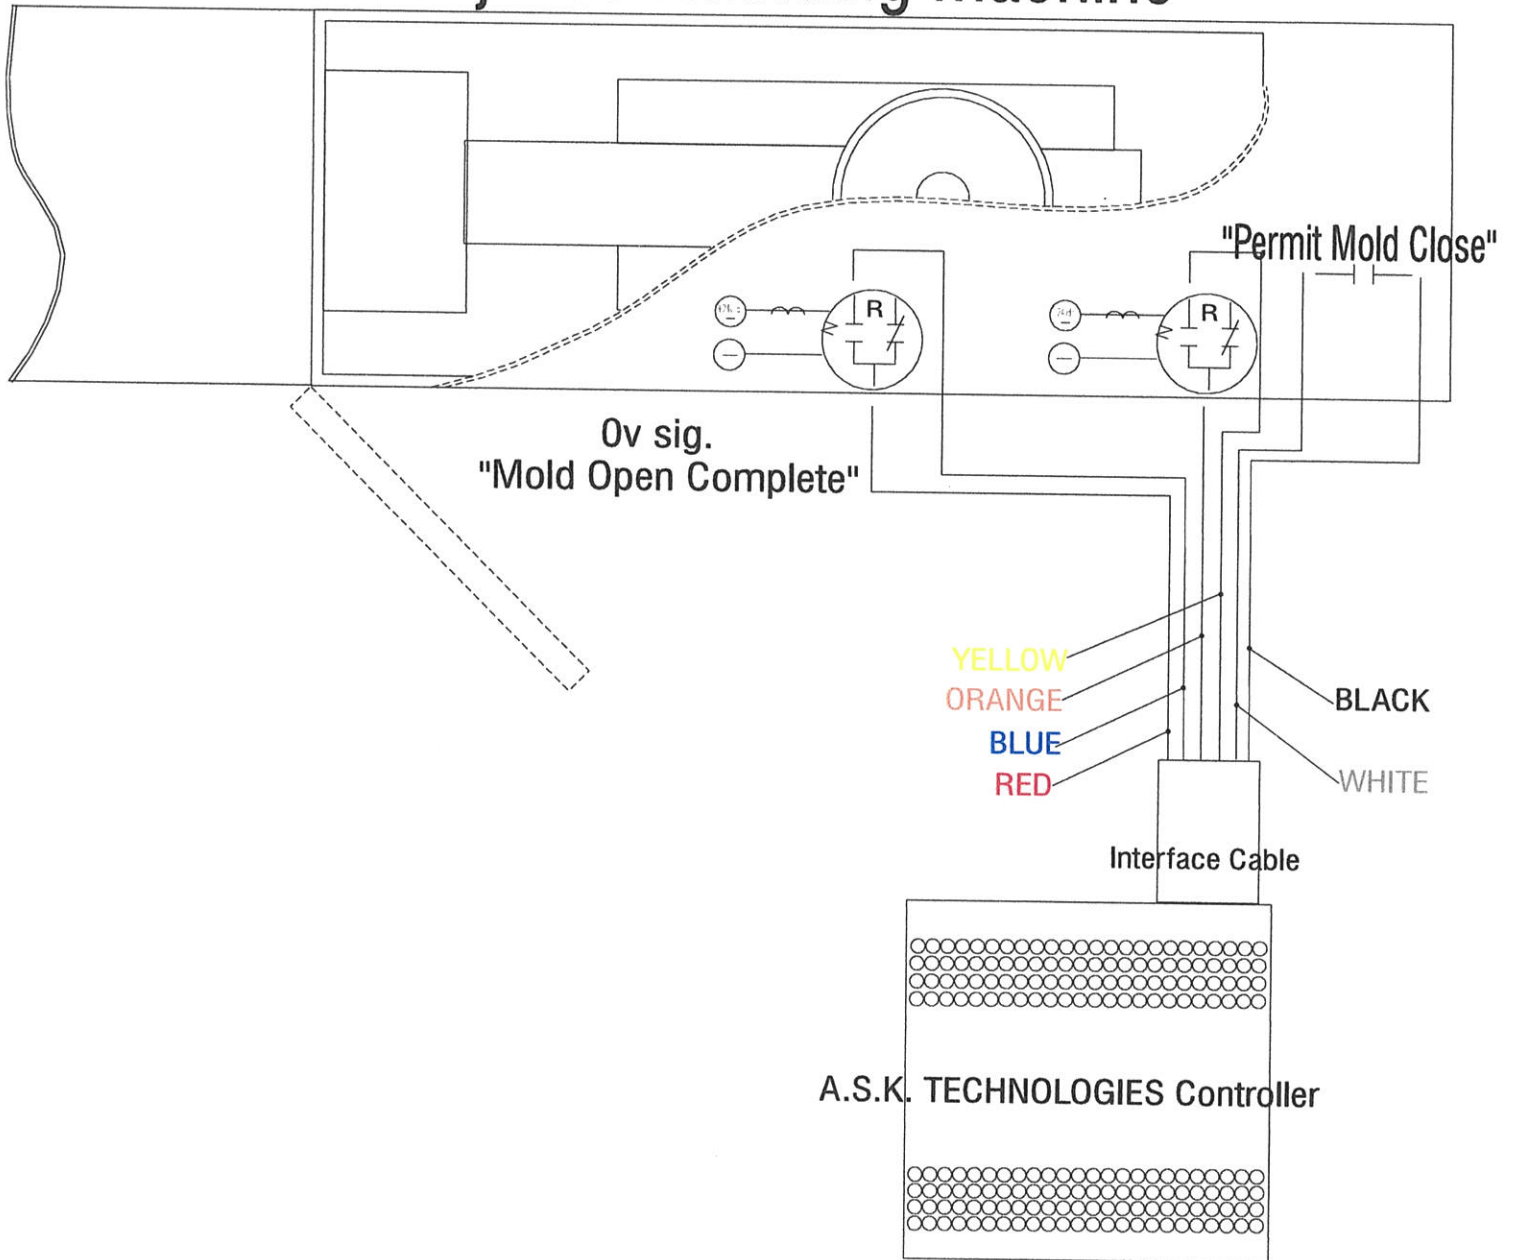 "Permit Mold Close"
R
R
0v sig.
"Mold Open Complete"
YELLOW
ORANGE
BLUE
RED
BLACK
WHITE
Interface Cable
A.S.K. TECHNOLOGIES Controller